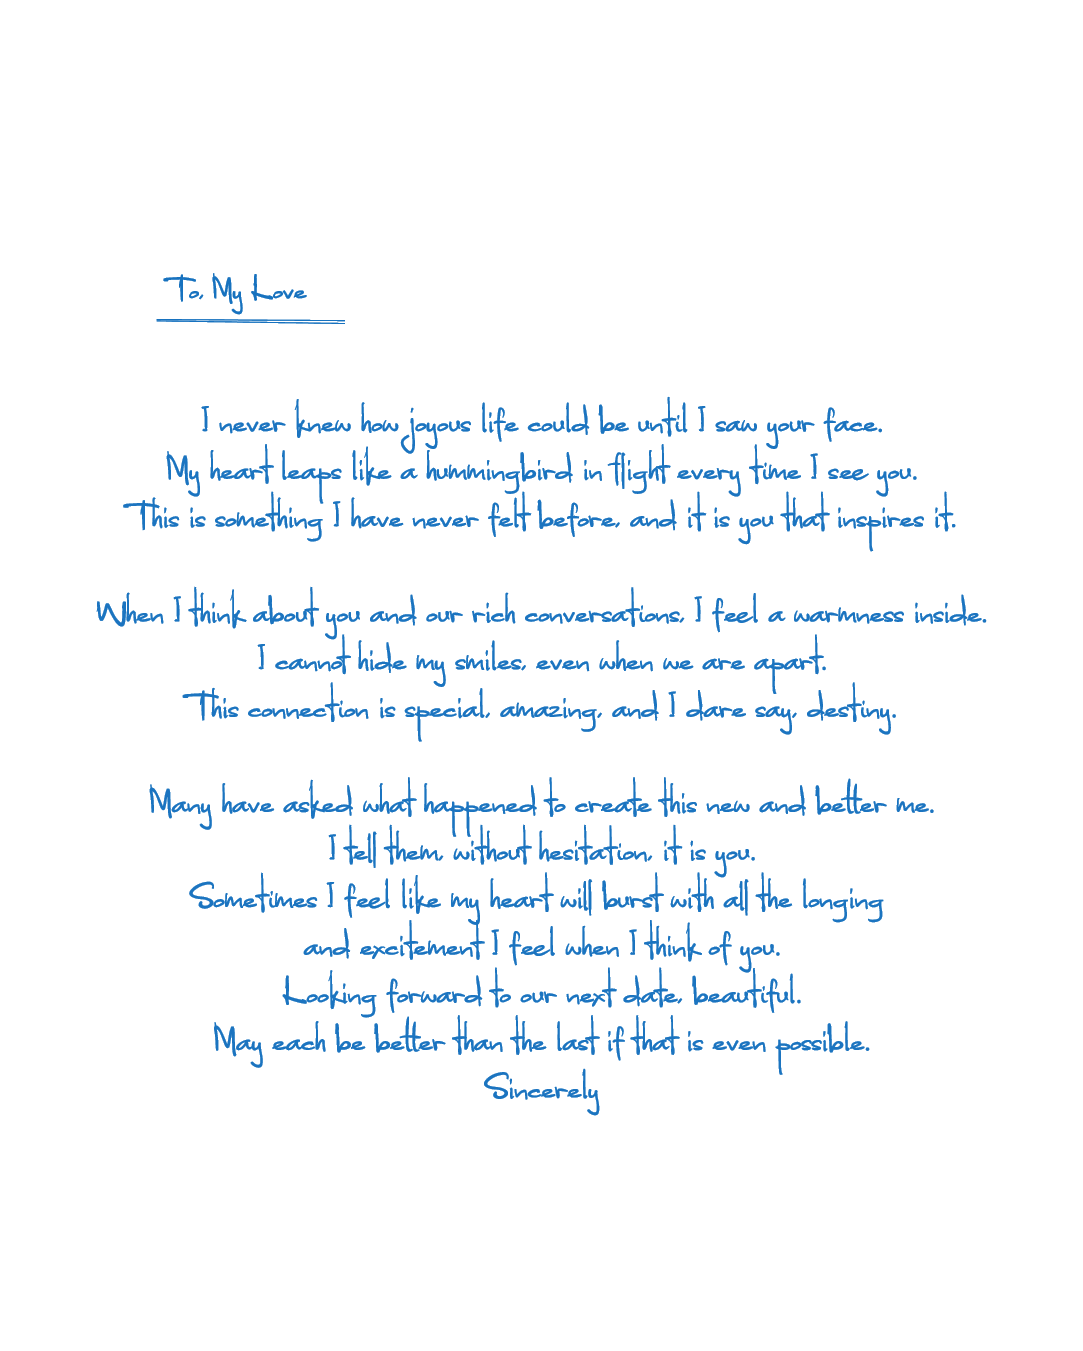 To, My Love
I never knew how joyous life could be until I saw your face.
My heart leaps like a hummingbird in flight every time I see you.
This is something I have never felt before, and it is you that inspires it.
When I think about you and our rich conversations, I feel a warmness inside.
I cannot hide my smiles, even when we are apart.
This connection is special, amazing, and I dare say, destiny.
Many have asked what happened to create this new and better me.
I tell them, without hesitation, it is you.
Sometimes I feel like my heart will burst with all the longing
and excitement I feel when I think of you.
Looking forward to our next date, beautiful.
May each be better than the last if that is even possible.
Sincerely